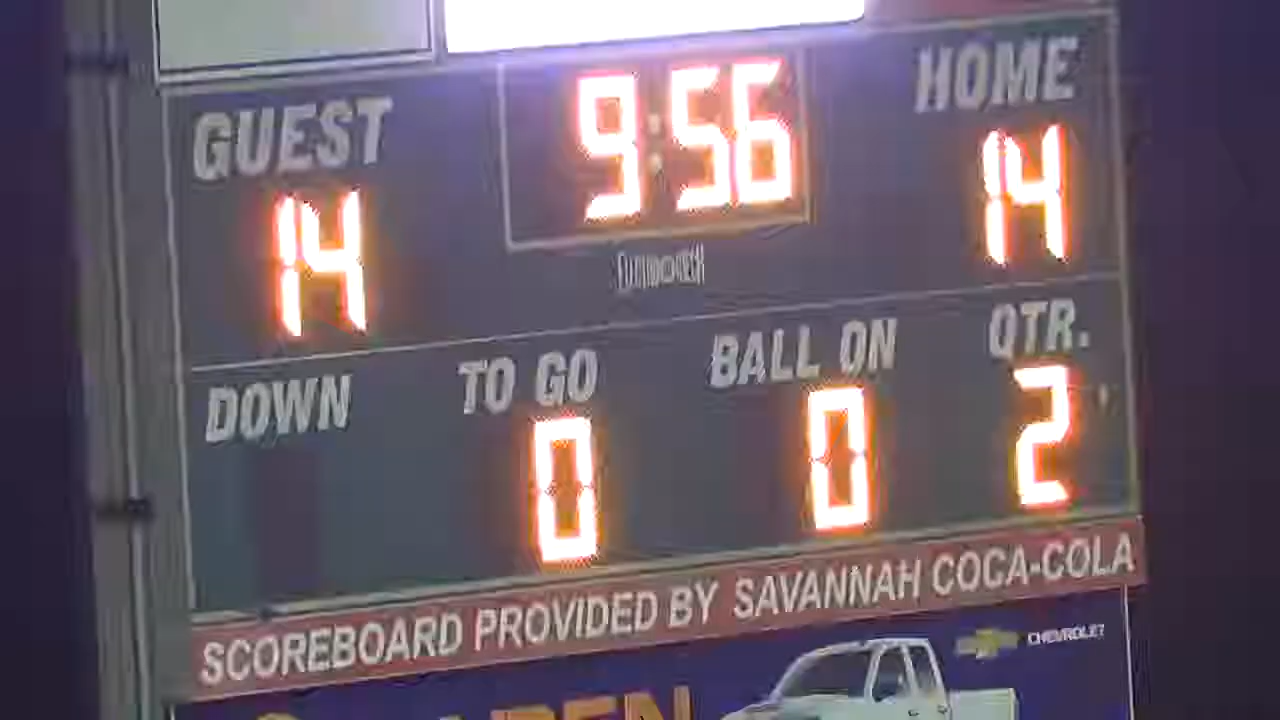 GUEST 9:56 HOME
14 14
DOWN TO GO BALL ON QTR.
0 0 2
SCOREBOARD PROVIDED BY SAVANNAH COCA-COLA
CHEVROLET